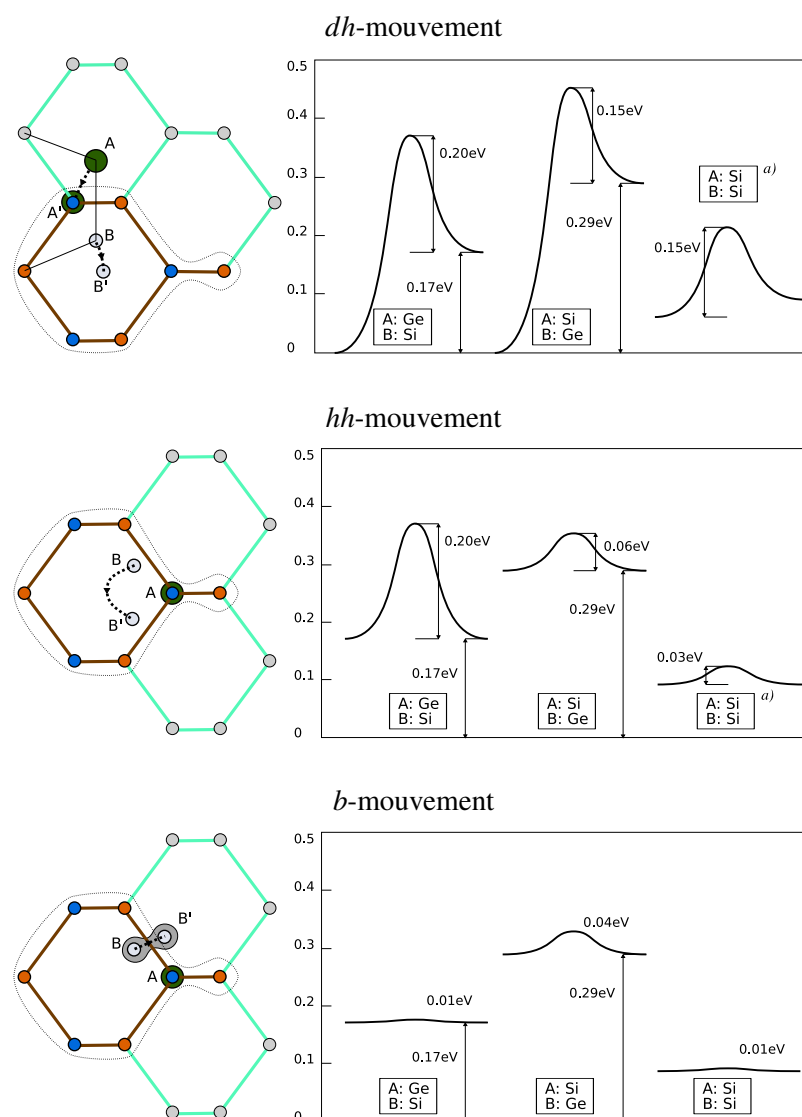 dh-mouvement
0.5
0.4
0.3
0.2
0.1
0
A
A'
B
B'
0.20eV
0.17eV
A: Ge
B: Si
0.15eV
0.29eV
A: Si
B: Ge
A: Si
B: Si
a)
0.15eV
hh-mouvement
0.5
0.4
0.3
0.2
0.1
0
B
A
B'
0.20eV
0.17eV
A: Ge
B: Si
0.06eV
0.29eV
A: Si
B: Ge
0.03eV
A: Si
B: Si
a)
b-mouvement
0.5
0.4
0.3
0.2
0.1
0
B'
B
A
0.01eV
0.17eV
A: Ge
B: Si
0.04eV
0.29eV
A: Si
B: Ge
0.01eV
A: Si
B: Si